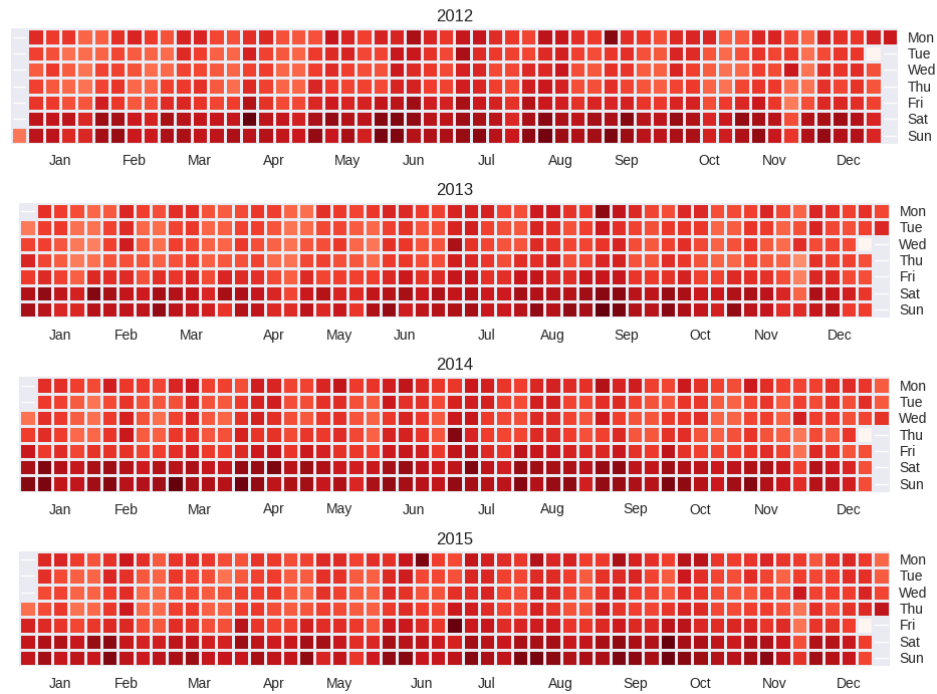 2012
Mon
Tue
Wed
Thu
Fri
Sat
Sun
Jan Feb Mar Apr May Jun Jul Aug Sep Oct Nov Dec
2013
Mon
Tue
Wed
Thu
Fri
Sat
Sun
Jan Feb Mar Apr May Jun Jul Aug Sep Oct Nov Dec
2014
Mon
Tue
Wed
Thu
Fri
Sat
Sun
Jan Feb Mar Apr May Jun Jul Aug Sep Oct Nov Dec
2015
Mon
Tue
Wed
Thu
Fri
Sat
Sun
Jan Feb Mar Apr May Jun Jul Aug Sep Oct Nov Dec